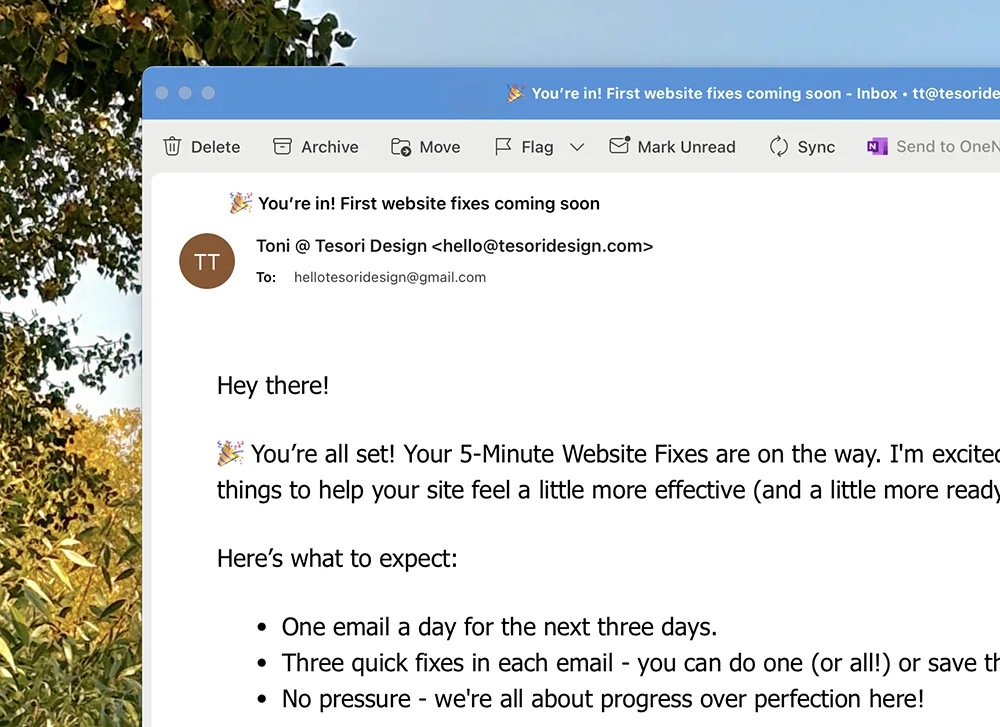 🎉 You’re in! First website fixes coming soon - Inbox • tt@tesoride
Delete Archive Move Flag Mark Unread Sync Send to OneN
🎉 You’re in! First website fixes coming soon
Toni @ Tesori Design <hello@tesoridesign.com>
TT
To: hellotesoridesign@gmail.com
Hey there!
🎉 You’re all set! Your 5-Minute Website Fixes are on the way. I'm excited
things to help your site feel a little more effective (and a little more ready
Here’s what to expect:
• One email a day for the next three days.
• Three quick fixes in each email - you can do one (or all!) or save th
• No pressure - we're all about progress over perfection here!